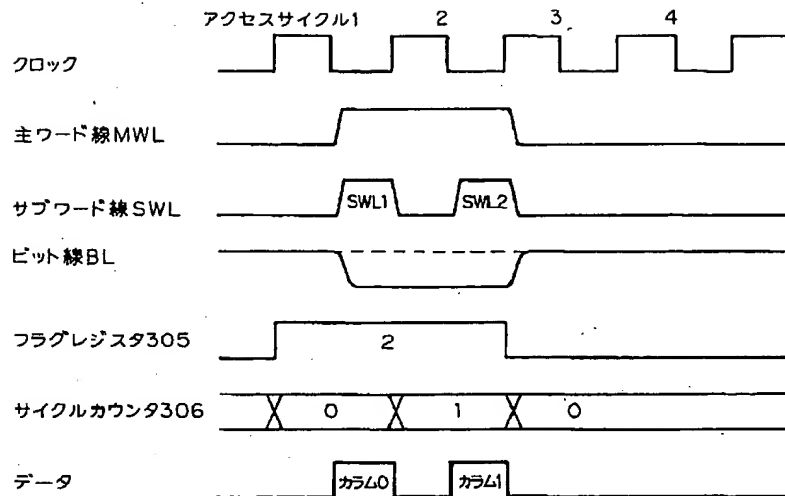 アクセスサイクル1 2 3 4
クロック
主ワード線MWL
サブワード線SWL SWL1 SWL2
ビット線BL
フラグレジスタ305 2
サイクルカウンタ306 0 1 0
データ カラム0 カラム1